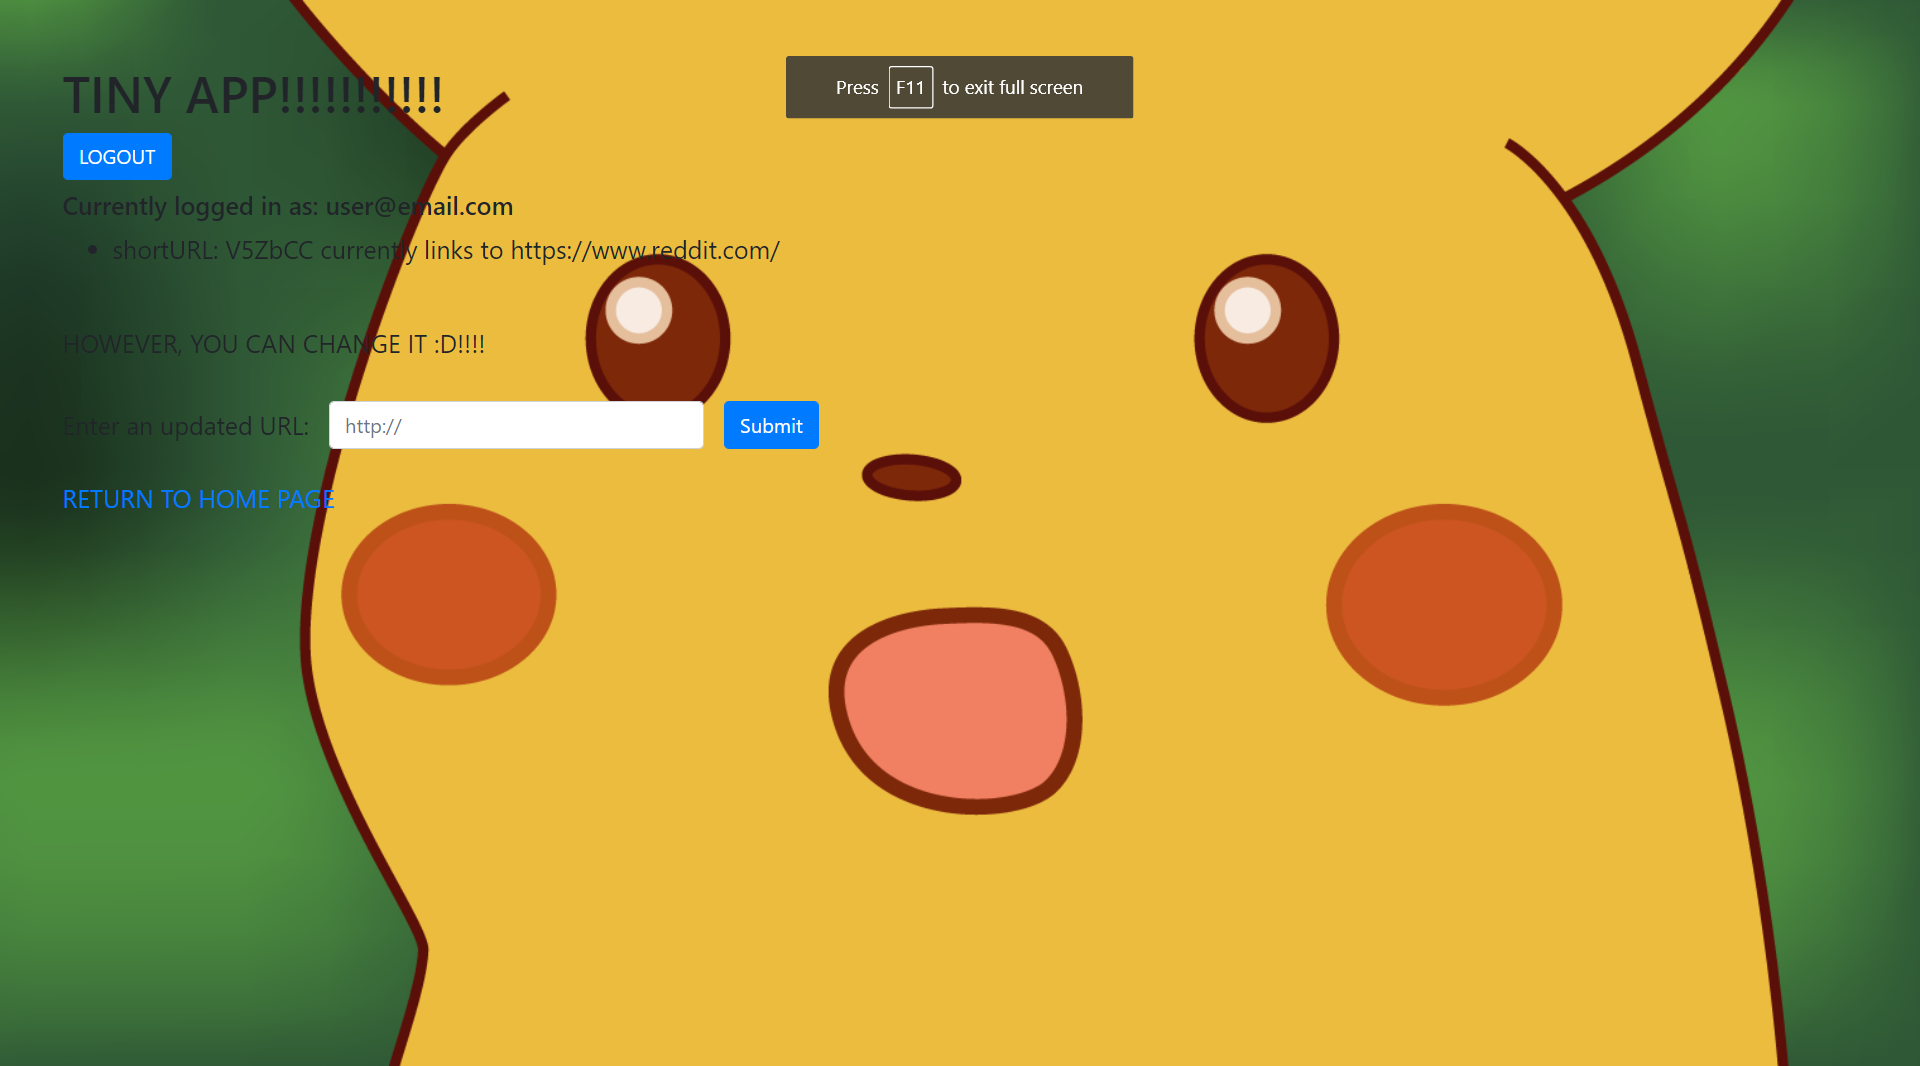 TINY APP!!!!!!!!!!!
Press F11 to exit full screen
LOGOUT
Currently logged in as: user@email.com
• shortURL: V5ZbCC currently links to https://www.reddit.com/
HOWEVER, YOU CAN CHANGE IT :D!!!!
Enter an updated URL: http:// Submit
RETURN TO HOME PAGE